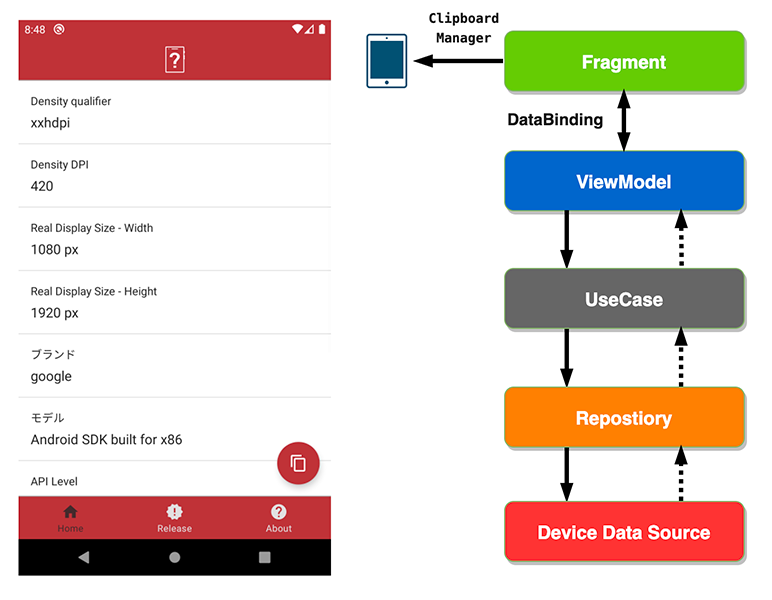 8:48
?
Density qualifier
xxhdpi
Density DPI
420
Real Display Size - Width
1080 px
Real Display Size - Height
1920 px
ブランド
google
モデル
Android SDK built for x86
API Level
Home
Release
About
Clipboard
Manager
Fragment
DataBinding
ViewModel
UseCase
Repostiory
Device Data Source